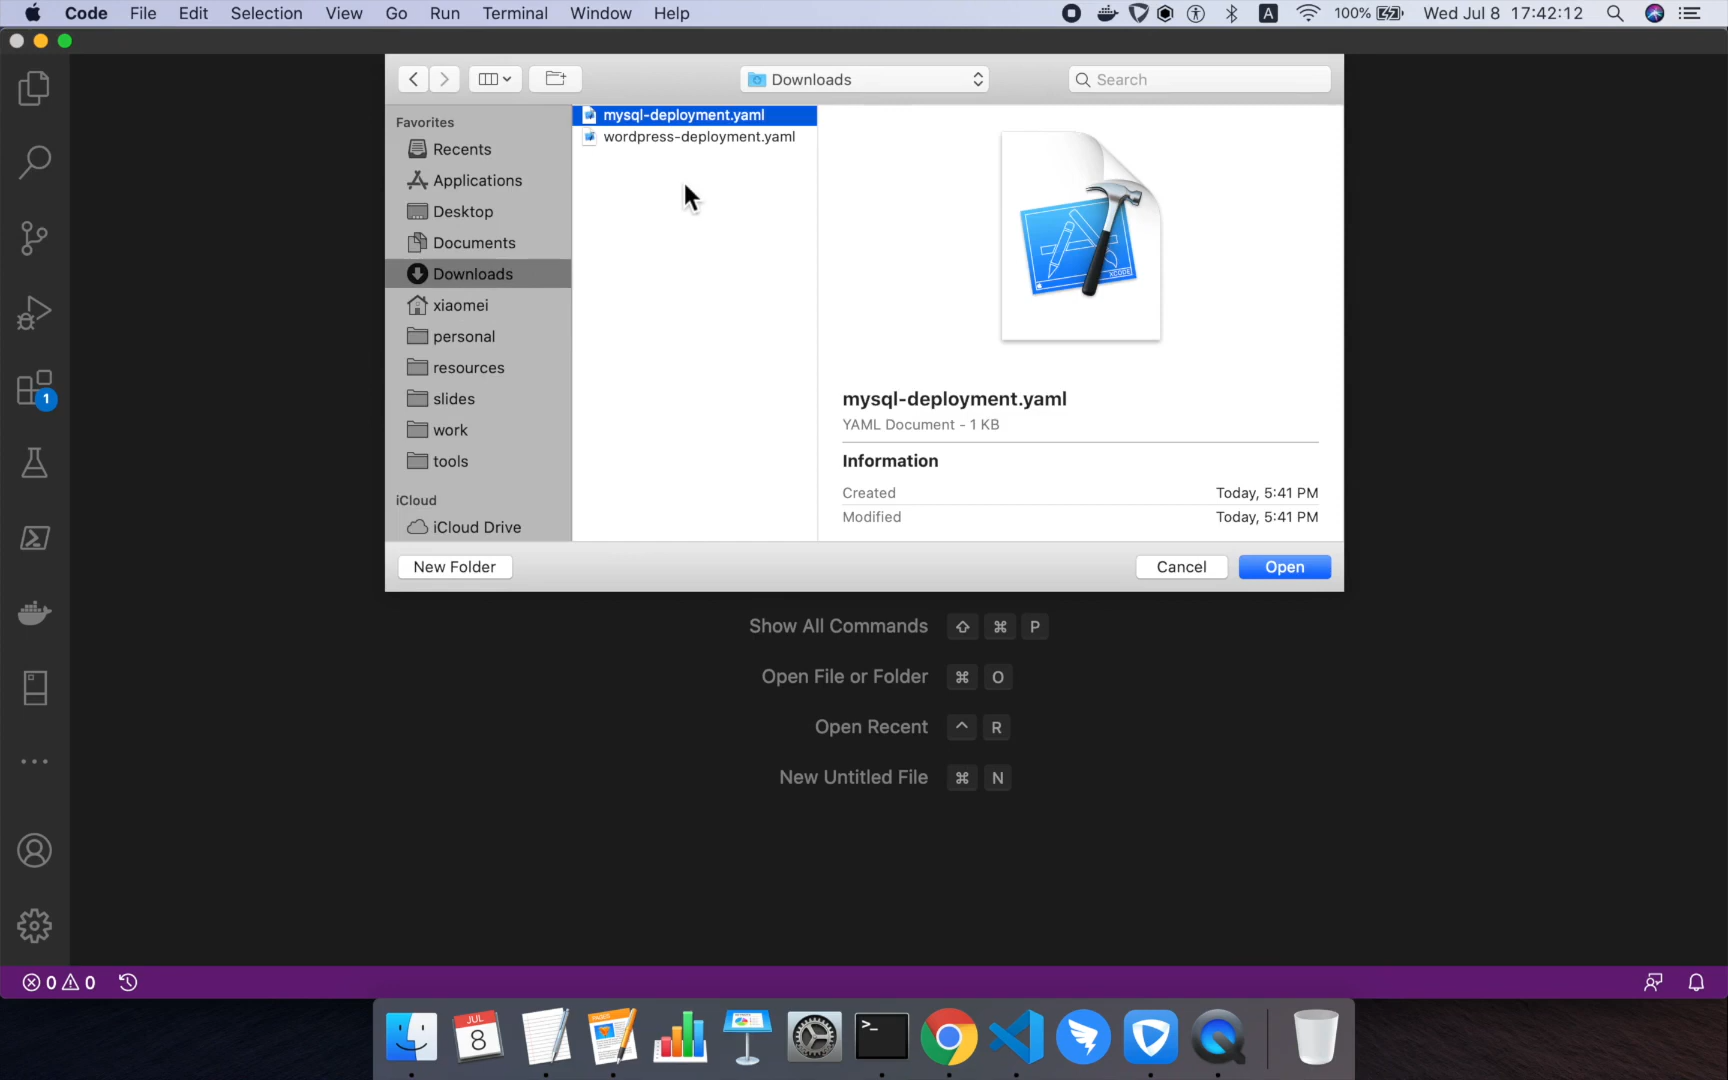 Code File Edit Selection View Go Run Terminal Window Help A 100% Wed Jul 8 17:42:12
Downloads
Search
Favorites
Recents
Applications
Desktop
Documents
Downloads
xiaomei
personal
resources
slides
work
tools
iCloud
iCloud Drive
mysql-deployment.yaml
wordpress-deployment.yaml
XCODE
mysql-deployment.yaml
YAML Document - 1 KB
Information
Created Today, 5:41 PM
Modified Today, 5:41 PM
New Folder
Cancel
Open
1
Show All Commands ⇧ ⌘ P
Open File or Folder ⌘ O
Open Recent ^ R
New Untitled File ⌘ N
0 0
JUL
8
PAGES
>_